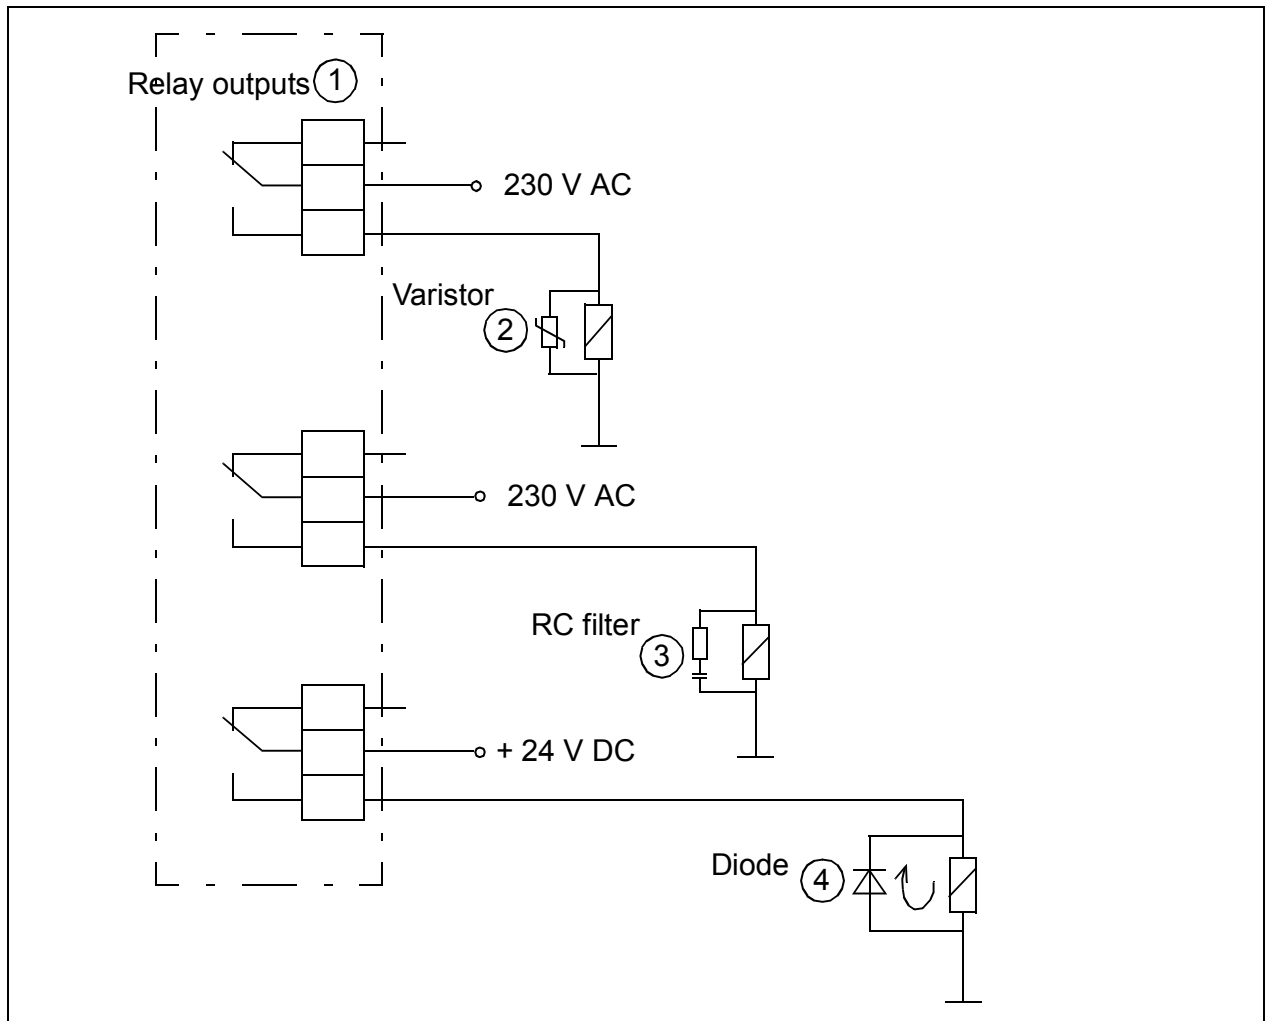 Relay outputs 1
230 V AC
Varistor 2
230 V AC
RC filter 3
+ 24 V DC
Diode 4